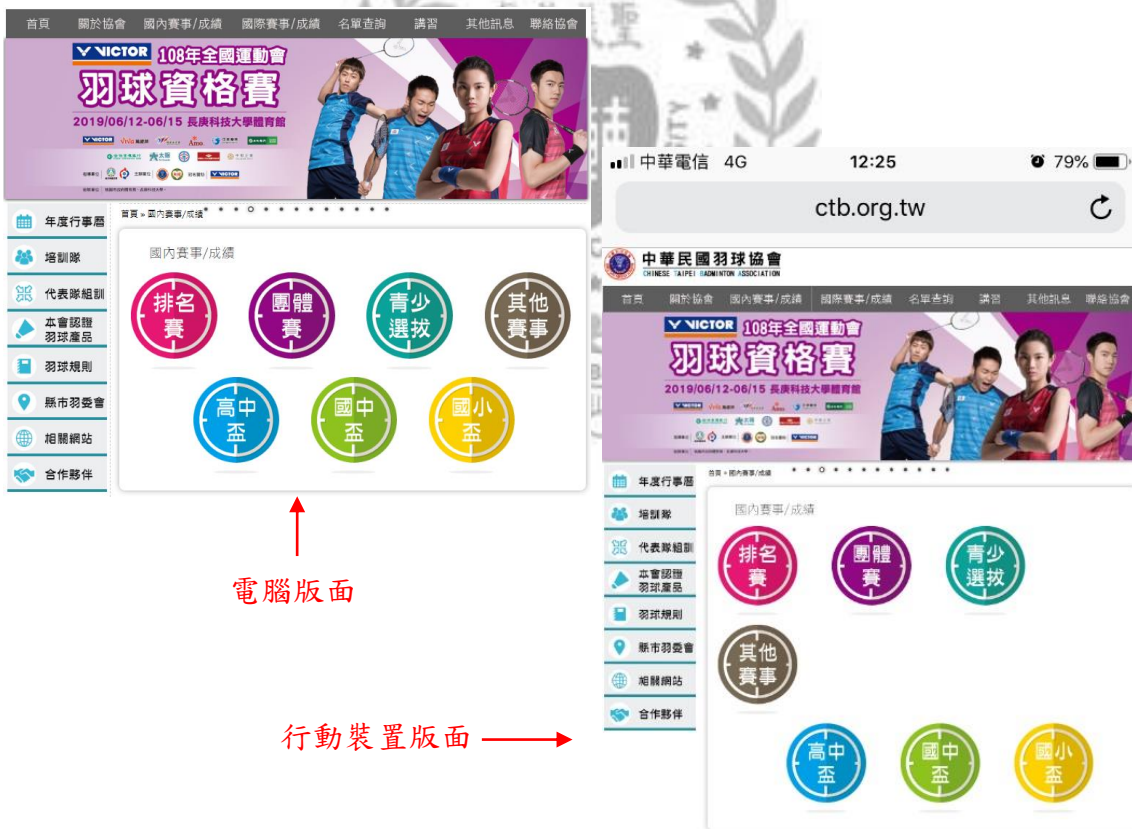 首頁 關於協會 國內賽事/成績 國際賽事/成績 名單查詢 講習 其他訊息 聯絡協會
VICTOR 108年全國運動會
羽球資格賽
2019/06/12-06/15 長庚科技大學體育館
VICTOR
年度行事曆
培訓隊
代表隊組訓
本會認證
羽球產品
羽球規則
縣市羽委會
相關網站
合作夥伴
首頁 » 國內賽事/成績
國內賽事/成績
排名
賽
團體
賽
青少
選拔
其他
賽事
高中
盃
國中
盃
國小
盃
電腦版面
行動裝置版面
中華電信 4G 12:25 79%
ctb.org.tw
中華民國羽球協會
CHINESE TAIPEI BADMINTON ASSOCIATION
首頁 關於協會 國內賽事/成績 國際賽事/成績 名單查詢 講習 其他訊息 聯絡協會
VICTOR 108年全國運動會
羽球資格賽
2019/06/12-06/15 長庚科技大學體育館
年度行事曆
培訓隊
代表隊組訓
本會認證
羽球產品
羽球規則
縣市羽委會
相關網站
合作夥伴
首頁 » 國內賽事/成績
國內賽事/成績
排名
賽
團體
賽
青少
選拔
其他
賽事
高中
盃
國中
盃
國小
盃